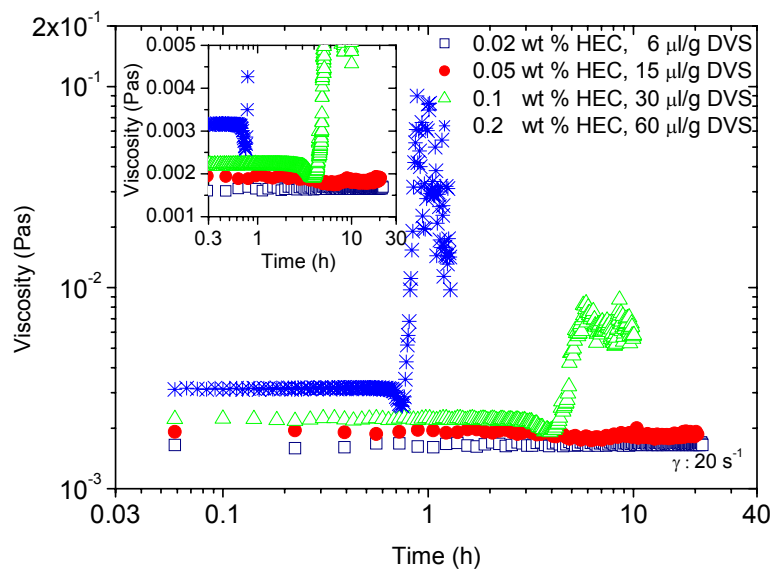 2x10⁻¹
10⁻¹
10⁻²
10⁻³
Viscosity (Pas)
0.005
0.004
0.003
0.002
0.001
Viscosity (Pas)
0.3 1 10 30
Time (h)
0.02 wt % HEC, 6 μl/g DVS
0.05 wt % HEC, 15 μl/g DVS
0.1 wt % HEC, 30 μl/g DVS
0.2 wt % HEC, 60 μl/g DVS
γ : 20 s⁻¹
0.03 0.1 1 10 40
Time (h)